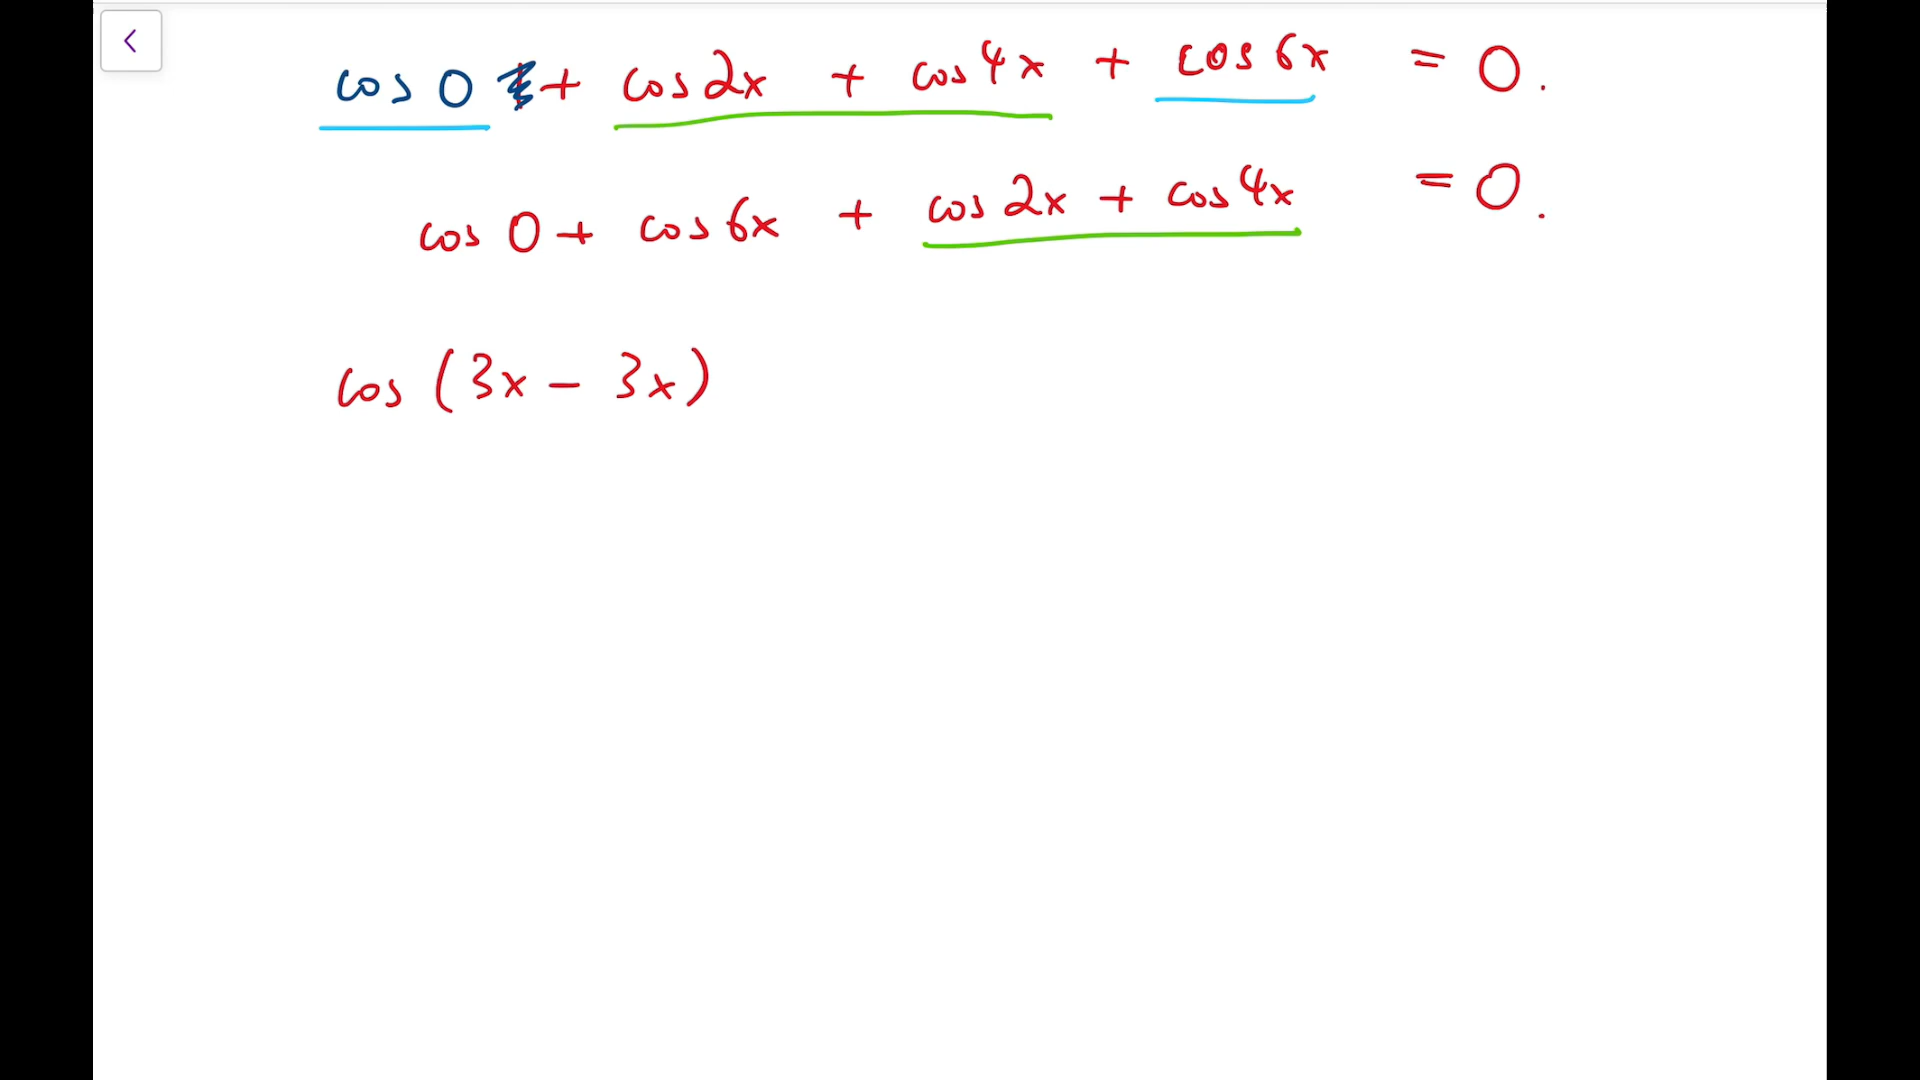 cos 0 + cos 2x + cos 4x + cos 6x = 0.
cos 0 + cos 6x + cos 2x + cos 4x = 0.
cos (3x - 3x)